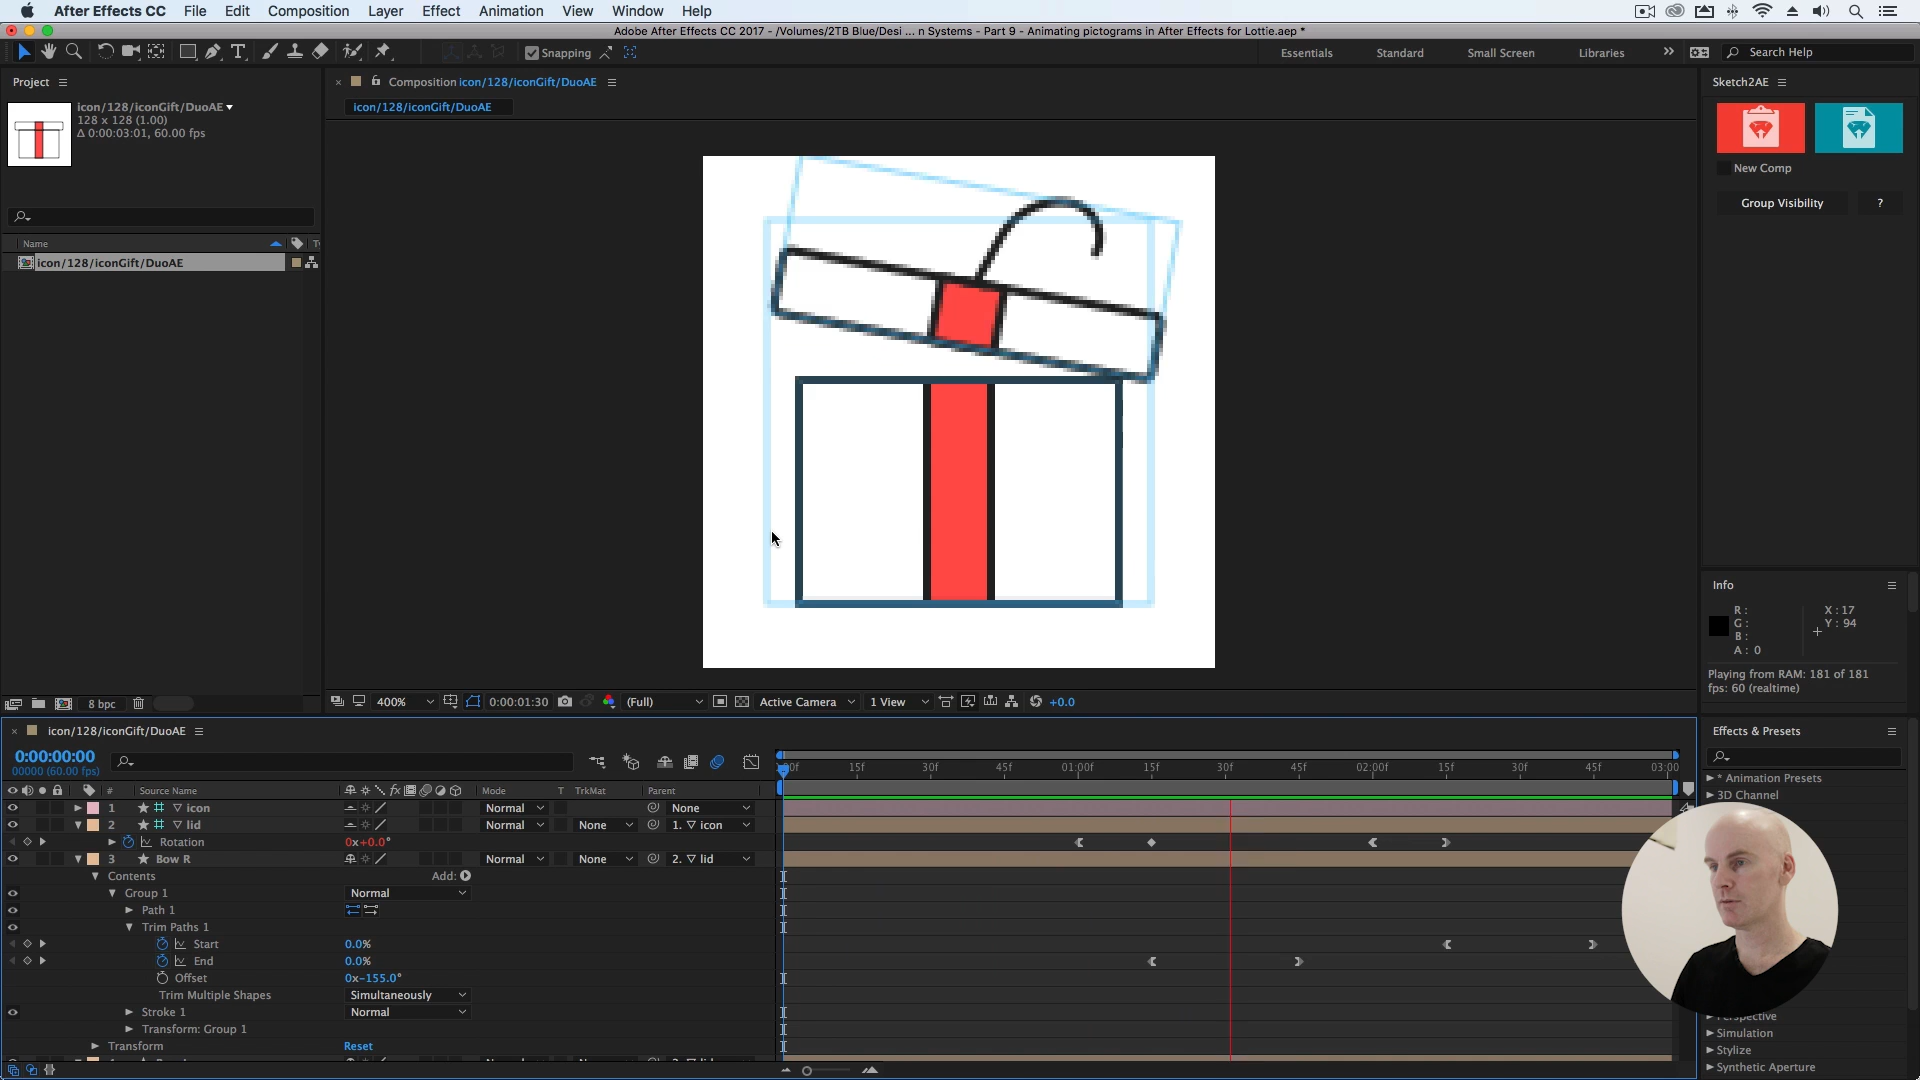 After Effects CC File Edit Composition Layer Effect Animation View Window Help
Adobe After Effects CC 2017 - /Volumes/2TB Blue/Desi ... n Systems - Part 9 - Animating pictograms in After Effects for Lottie.aep *
Snapping
Essentials Standard Small Screen Libraries Search Help
Project
icon/128/iconGift/DuoAE
128 x 128 (1.00)
Δ 0:00:03:01, 60.00 fps
Name
icon/128/iconGift/DuoAE
8 bpc
Composition icon/128/iconGift/DuoAE
icon/128/iconGift/DuoAE
400% 0:00:01:30 (Full) Active Camera 1 View +0.0
Sketch2AE
New Comp
Group Visibility ?
Info
R :
G :
B :
A : 0
X : 17
Y : 94
Playing from RAM: 181 of 181
fps: 60 (realtime)
icon/128/iconGift/DuoAE
0:00:00:00
00000 (60.00 fps)
00f 15f 30f 45f 01:00f 15f 30f 45f 02:00f 15f 30f 45f 03:00
# Source Name fx Mode T TrkMat Parent
1 icon Normal None
2 lid Normal None 1. icon
Rotation 0x+0.0°
3 Bow R Normal None 2. lid
Contents Add:
Group 1 Normal
Path 1
Trim Paths 1
Start 0.0%
End 0.0%
Offset 0x-155.0°
Trim Multiple Shapes Simultaneously
Stroke 1 Normal
Transform: Group 1
Transform Reset
Effects & Presets
* Animation Presets
3D Channel
Perspective
Simulation
Stylize
Synthetic Aperture